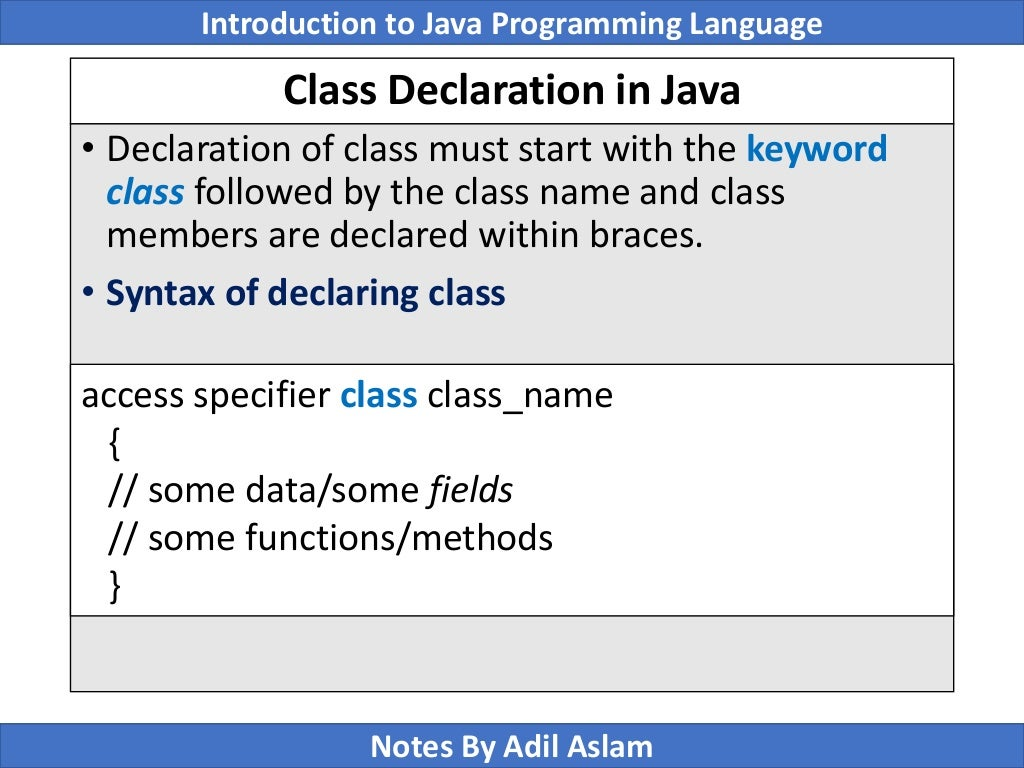 Introduction to Java Programming Language
Class Declaration in Java
• Declaration of class must start with the keyword
class followed by the class name and class
members are declared within braces.
• Syntax of declaring class
access specifier class class_name
{
// some data/some fields
// some functions/methods
}
Notes By Adil Aslam